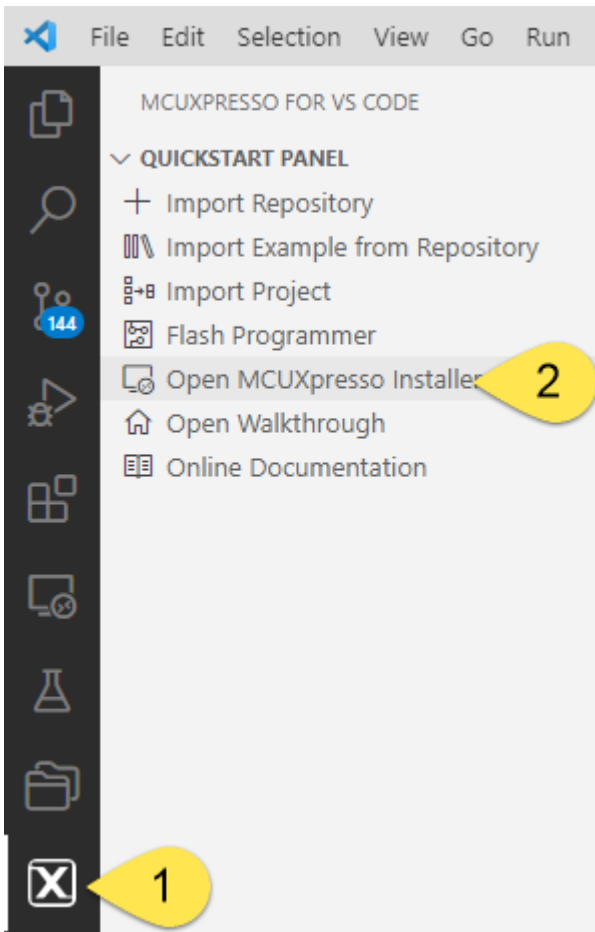 File Edit Selection View Go Run
MCUXPRESSO FOR VS CODE
QUICKSTART PANEL
Import Repository
Import Example from Repository
Import Project
144
Flash Programmer
Open MCUXpresso Installer
2
Open Walkthrough
Online Documentation
X
1